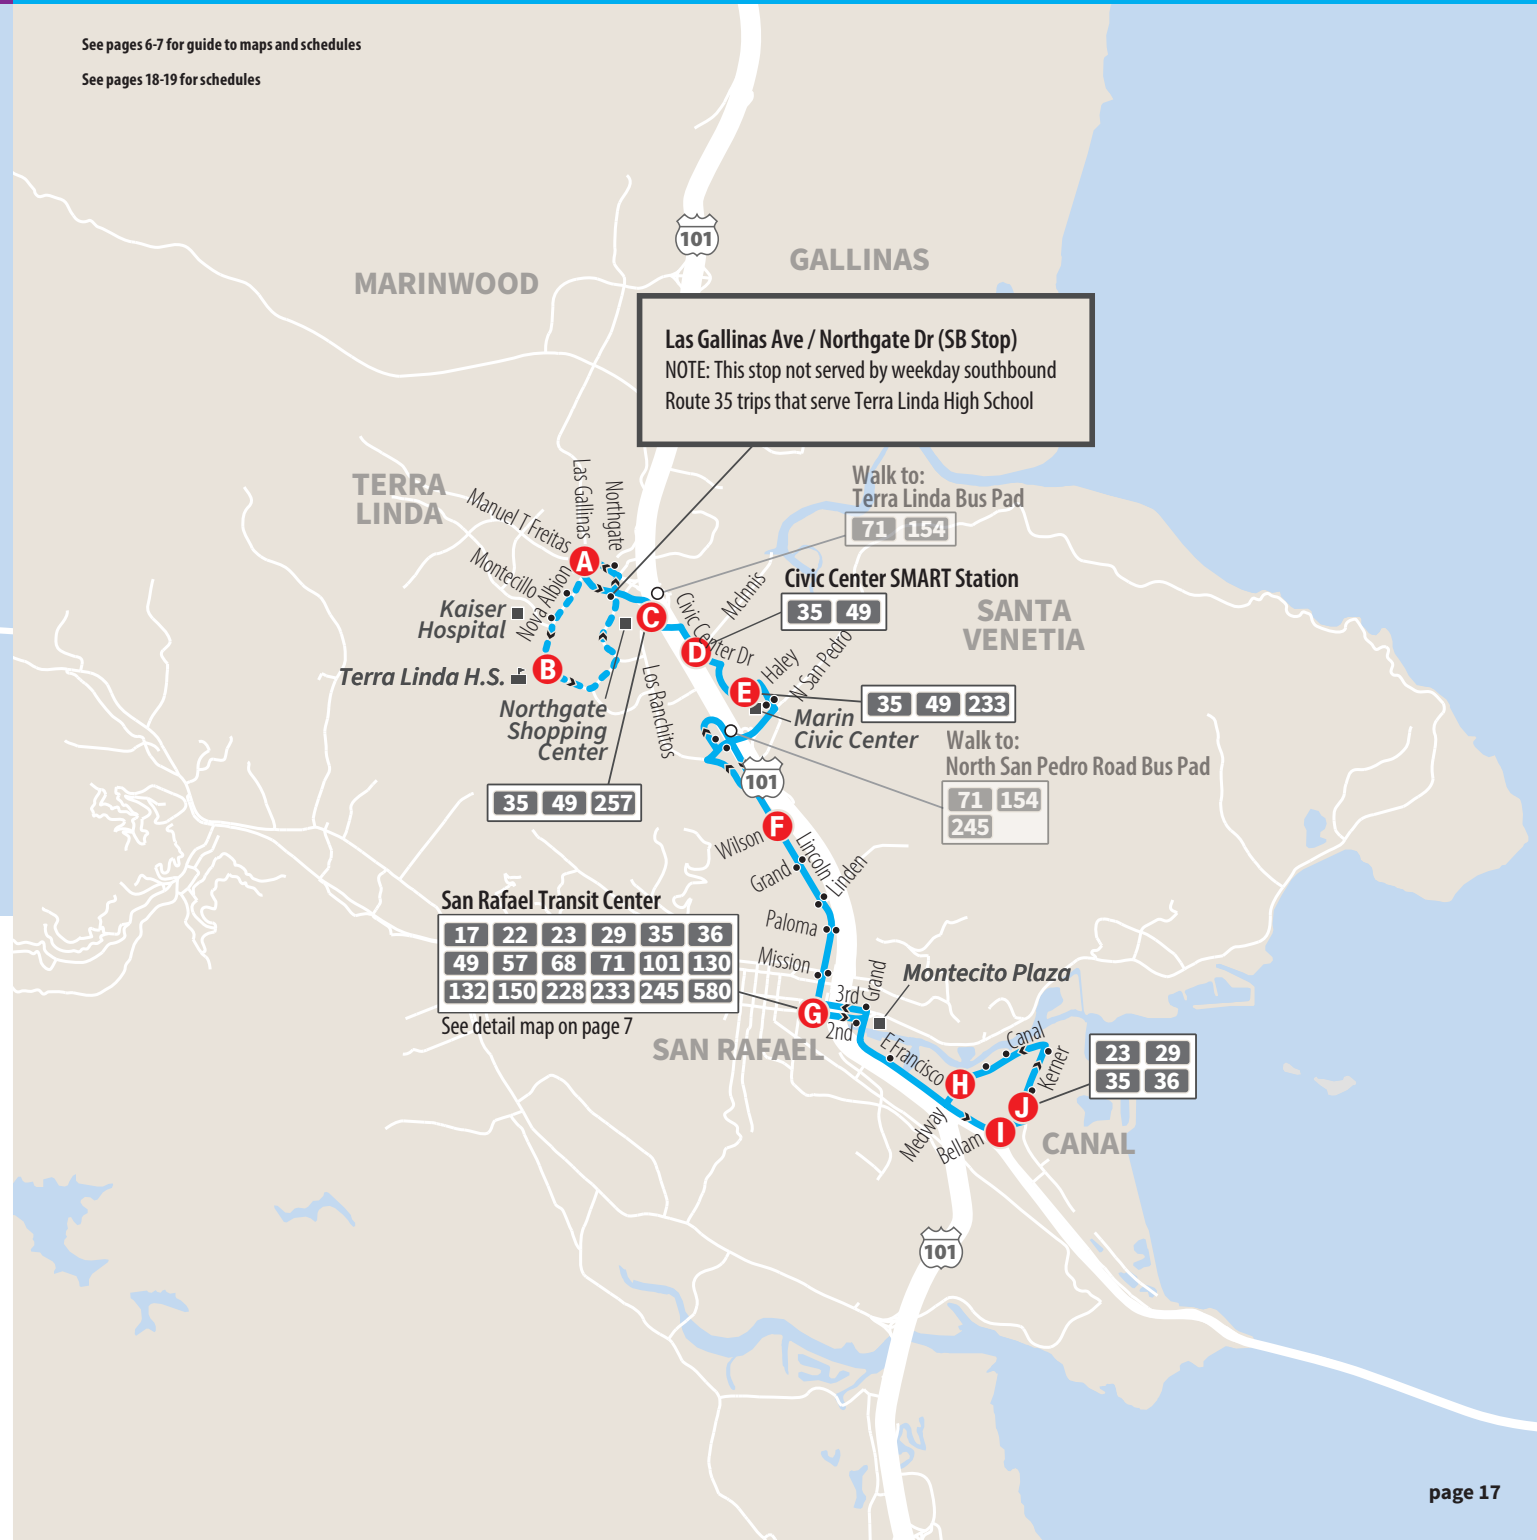 See pages 6-7 for guide to maps and schedules
See pages 18-19 for schedules
101
GALLINAS
MARINWOOD
Las Gallinas Ave / Northgate Dr (SB Stop)
NOTE: This stop not served by weekday southbound
Route 35 trips that serve Terra Linda High School
TERRA
LINDA
Las Gallinas
Northgate
Manuel T Freitas
Montecillo
Nova Albion
A
Walk to:
Terra Linda Bus Pad
71 154
Kaiser
Hospital
Terra Linda H.S.
B
C
Civic Center Dr
McInnis
Civic Center SMART Station
35 49
SANTA
VENETIA
D
Haley
N San Pedro
E
35 49 233
Northgate
Shopping
Center
Los Ranchitos
Marin
Civic Center
Walk to:
North San Pedro Road Bus Pad
71 154
245
35 49 257
101
F
Wilson
Lincoln
Grand
Linden
Paloma
Mission
San Rafael Transit Center
17 22 23 29 35 36
49 57 68 71 101 130
132 150 228 233 245 580
See detail map on page 7
3rd
Grand
Montecito Plaza
G
2nd
SAN RAFAEL
E Francisco
Canal
Kerner
H
23 29
35 36
J
Medway
Bellam
I
CANAL
101
page 17